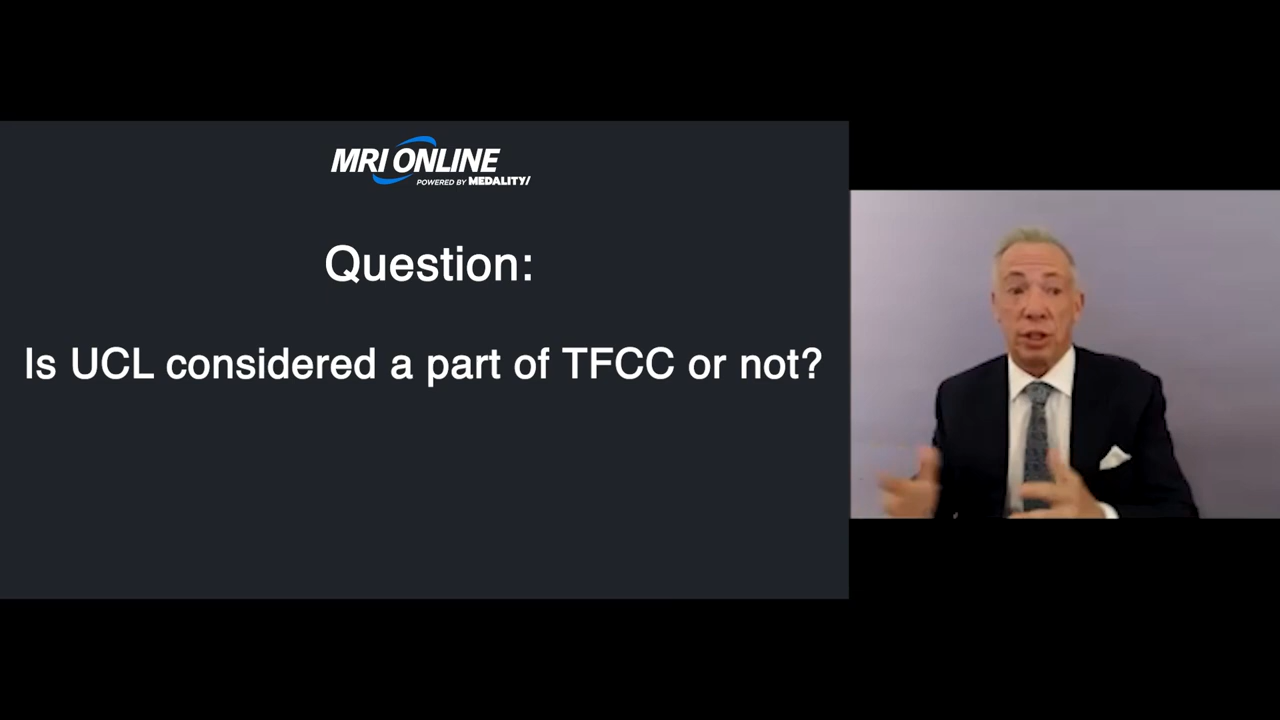 MRI ONLINE
POWERED BY MEDALITY/
Question:
Is UCL considered a part of TFCC or not?